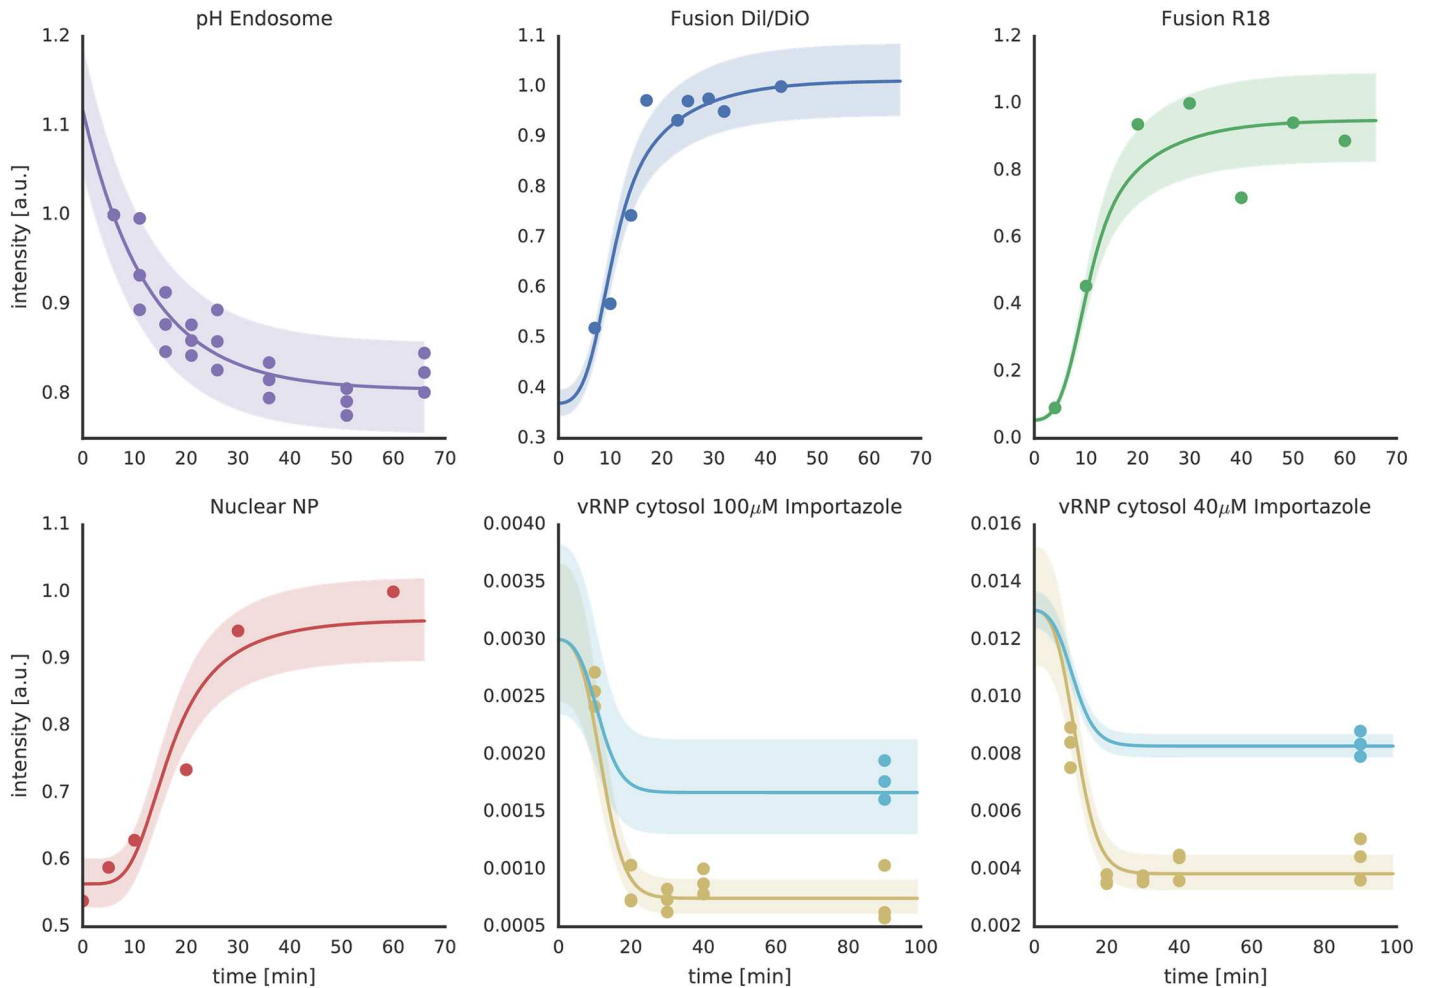 pH Endosome
Fusion Dil/DiO
Fusion R18
intensity [a.u.]
1.2
1.1
1.0
0.9
0.8
0 10 20 30 40 50 60 70
1.1
1.0
0.9
0.8
0.7
0.6
0.5
0.4
0.3
0 10 20 30 40 50 60 70
1.2
1.0
0.8
0.6
0.4
0.2
0.0
0 10 20 30 40 50 60 70
Nuclear NP
vRNP cytosol 100μM Importazole
vRNP cytosol 40μM Importazole
intensity [a.u.]
1.1
1.0
0.9
0.8
0.7
0.6
0.5
0 10 20 30 40 50 60 70
time [min]
0.0040
0.0035
0.0030
0.0025
0.0020
0.0015
0.0010
0.0005
0 20 40 60 80 100
time [min]
0.016
0.014
0.012
0.010
0.008
0.006
0.004
0.002
0 20 40 60 80 100
time [min]